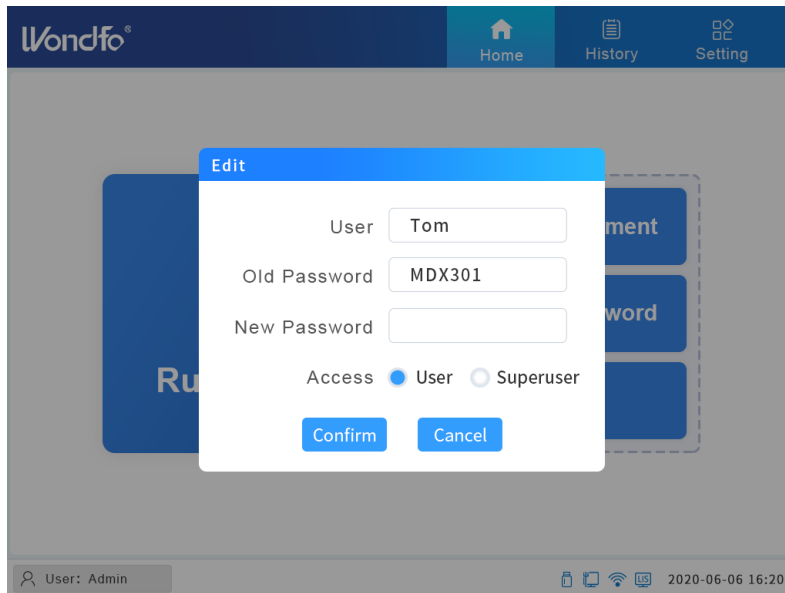 Wondfo®
Home
History
Setting
Edit
User Tom
Old Password MDX301
New Password
Access User Superuser
Confirm Cancel
Ru
ment
word
User: Admin
LIS
2020-06-06 16:20